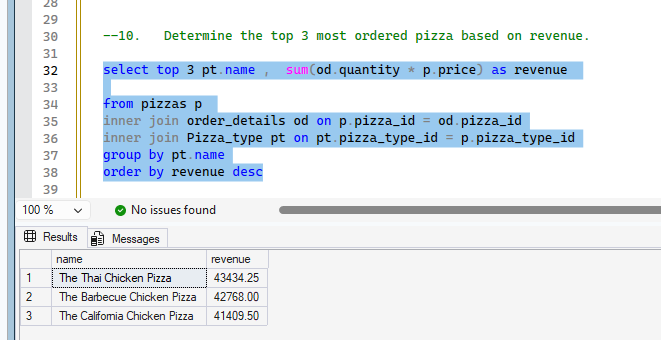 28
29
30 --10.   Determine the top 3 most ordered pizza based on revenue.
31
32 select top 3 pt.name ,  sum(od.quantity * p.price) as revenue
33
34 from pizzas p
35 inner join order_details od on p.pizza_id = od.pizza_id
36 inner join Pizza_type pt on pt.pizza_type_id = p.pizza_type_id
37 group by pt.name
38 order by revenue desc
39
100 % No issues found
Results Messages
name revenue
1 The Thai Chicken Pizza 43434.25
2 The Barbecue Chicken Pizza 42768.00
3 The California Chicken Pizza 41409.50